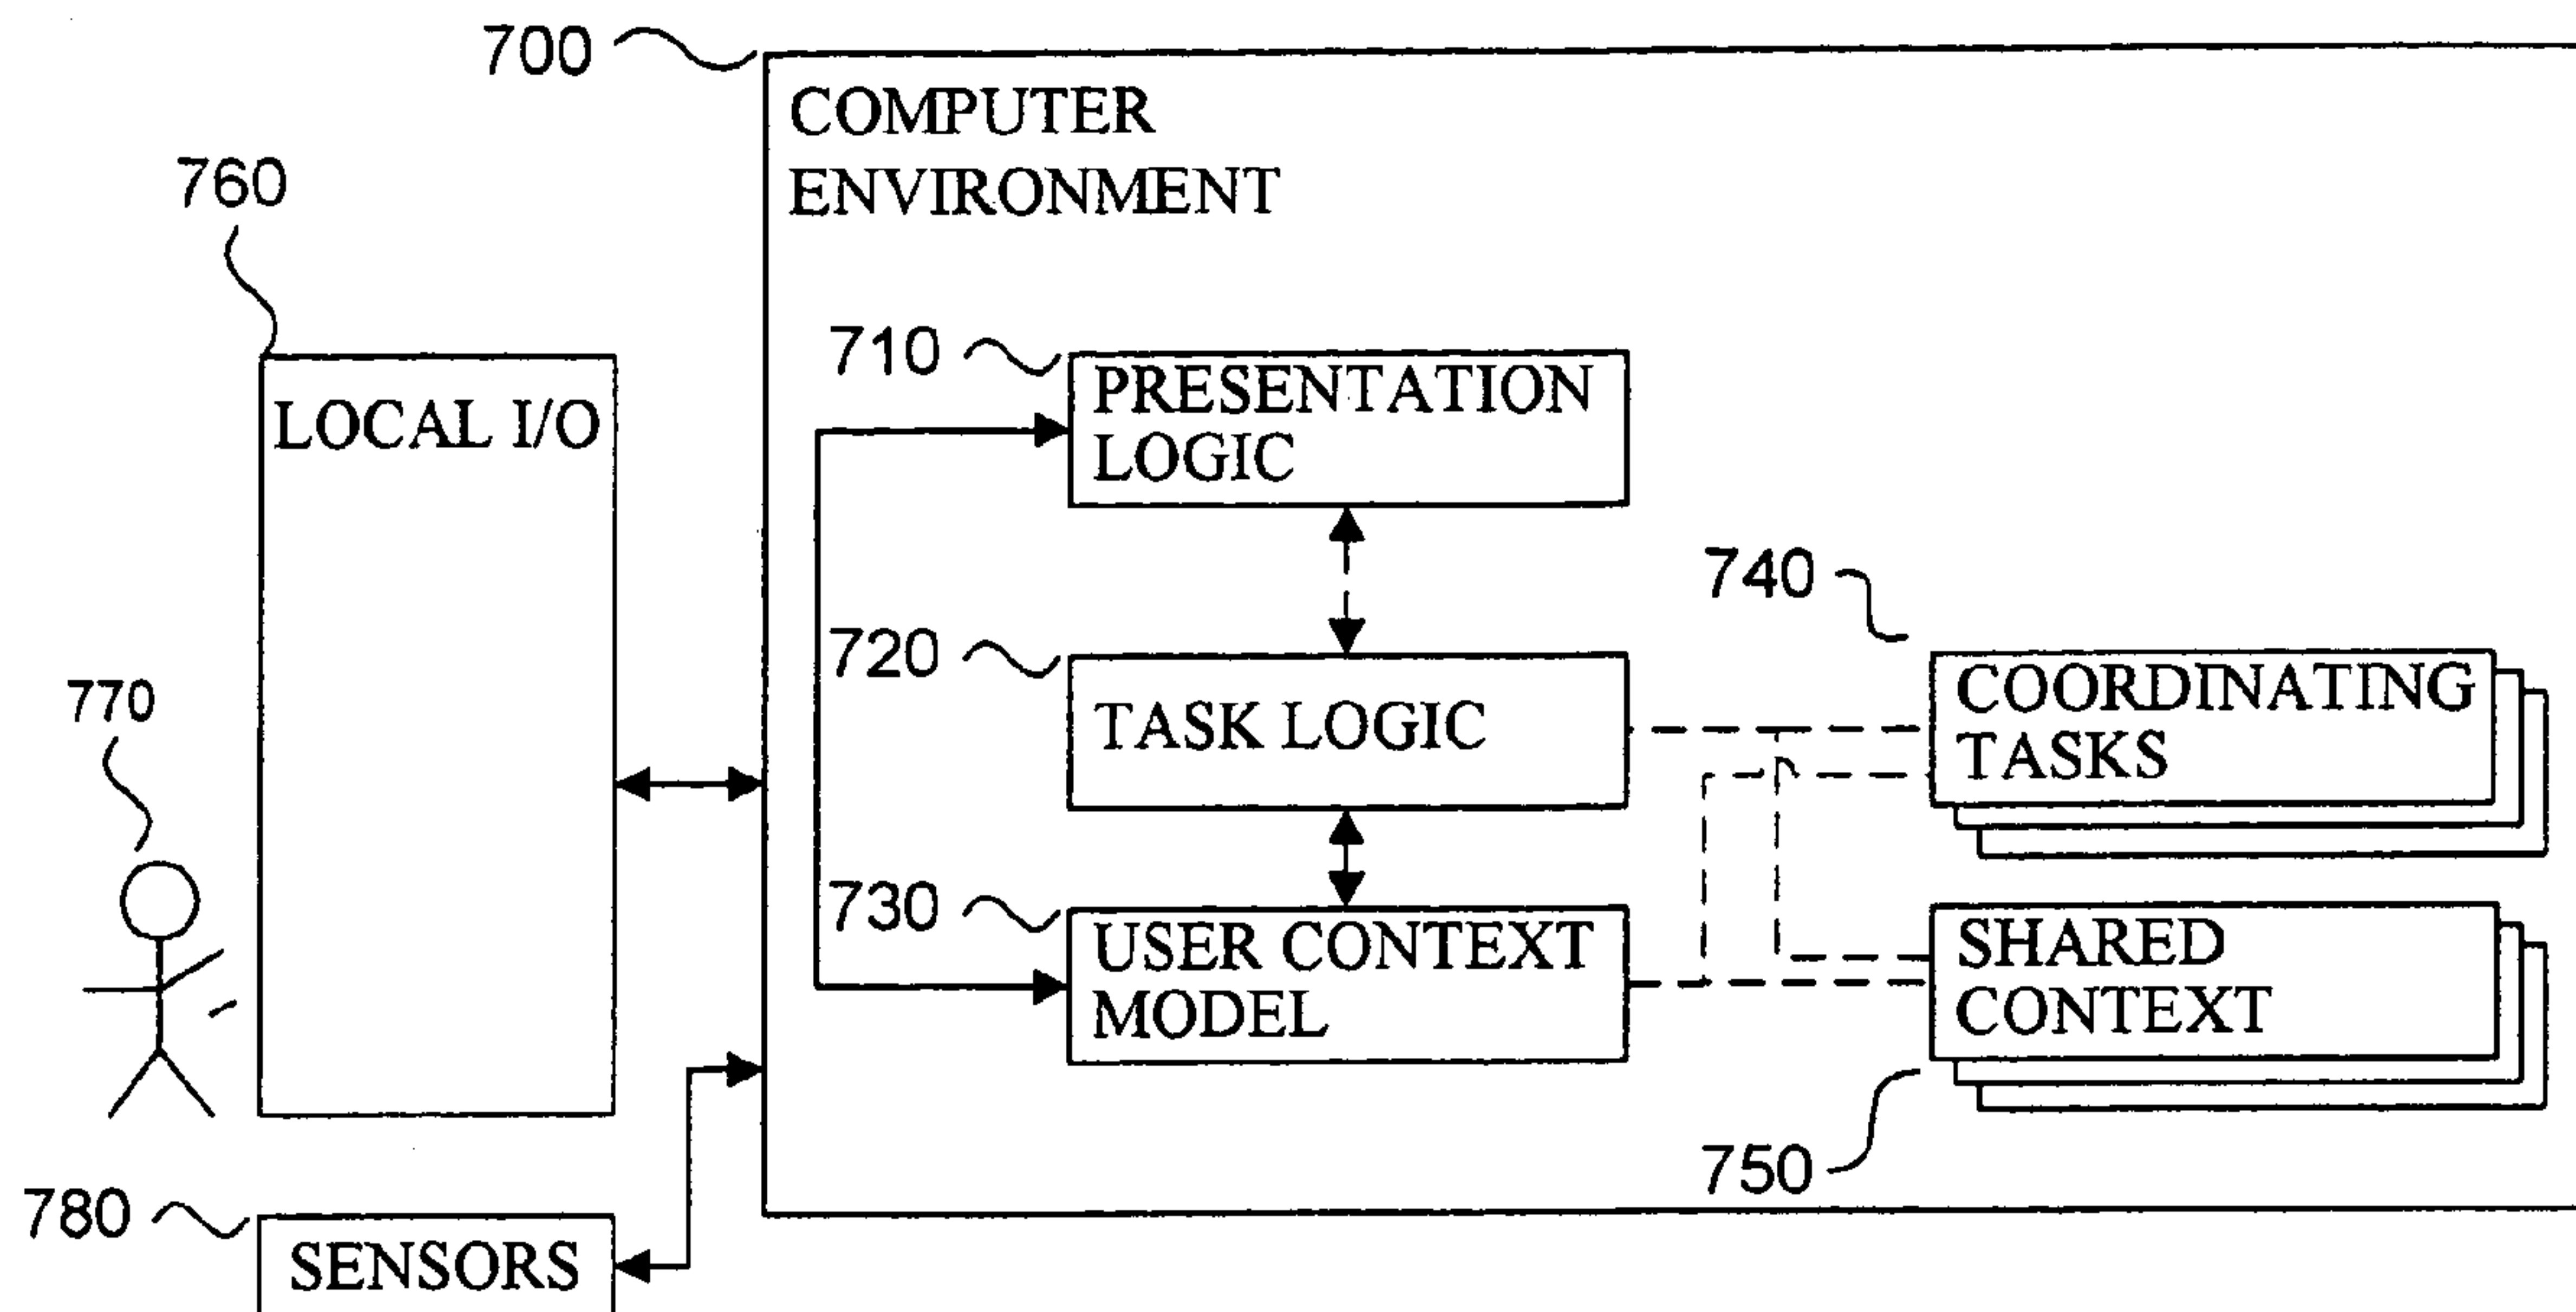 700
COMPUTER
ENVIRONMENT
760
LOCAL I/O
710
PRESENTATION
LOGIC
740
720
TASK LOGIC
COORDINATING
TASKS
770
730
USER CONTEXT
MODEL
SHARED
CONTEXT
750
780
SENSORS